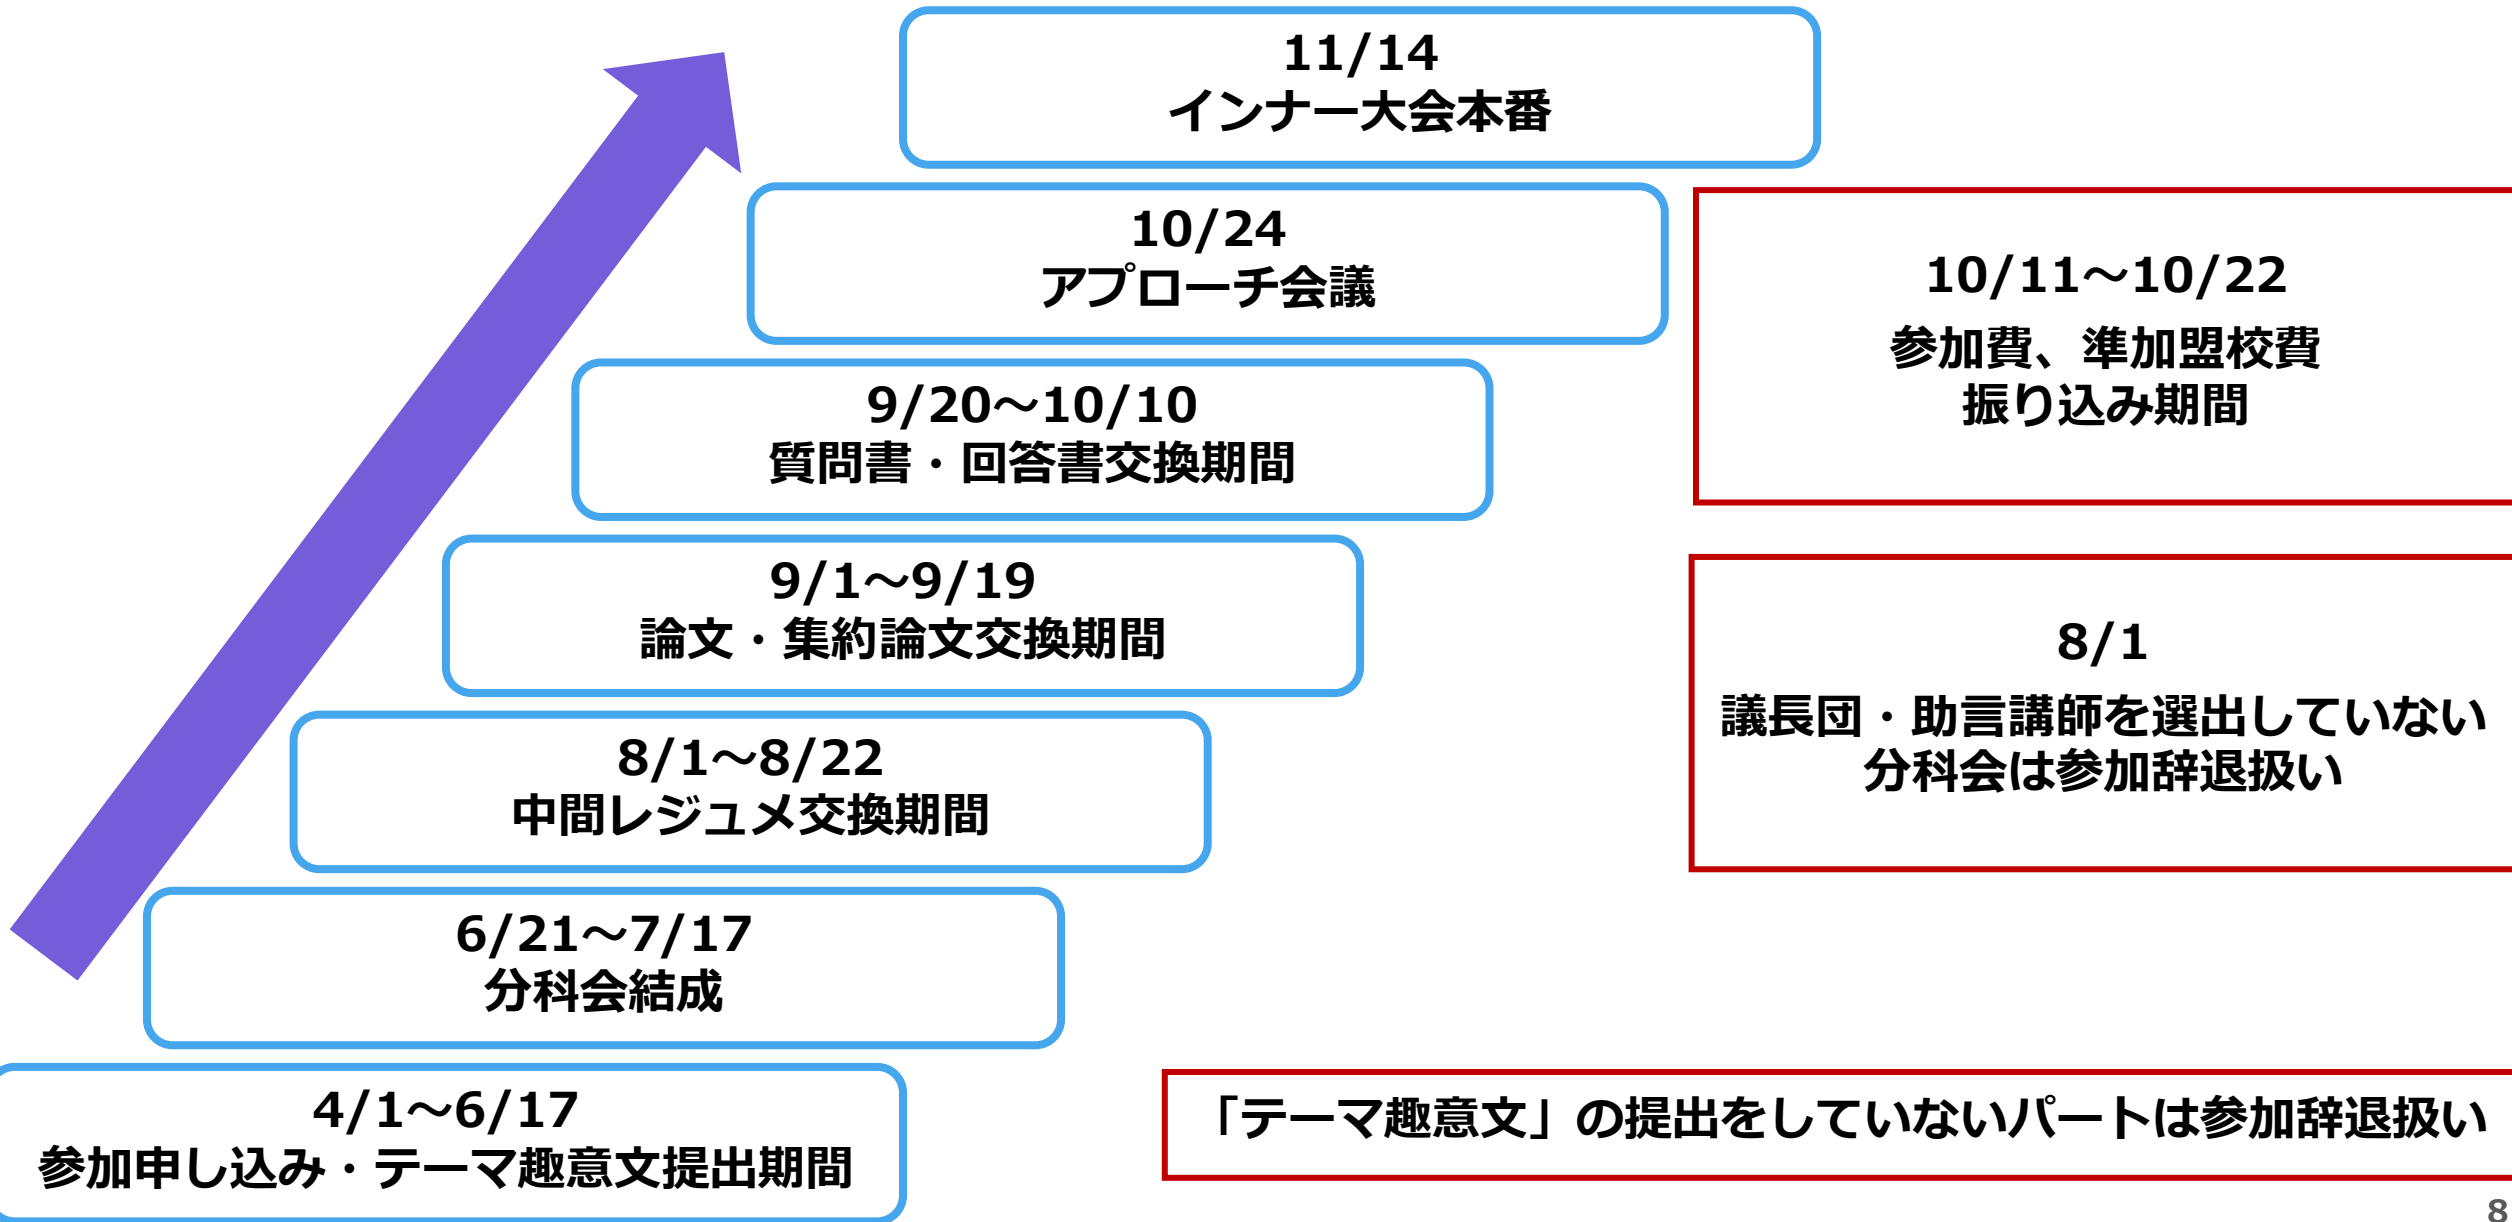 11/14
インナー大会本番
10/24
アプローチ会議
10/11～10/22
参加費、準加盟校費
振り込み期間
9/20～10/10
質問書・回答書交換期間
9/1～9/19
論文・集約論文交換期間
8/1
議長団・助言講師を選出していない
分科会は参加辞退扱い
8/1～8/22
中間レジュメ交換期間
6/21～7/17
分科会結成
4/1～6/17
参加申し込み・テーマ趣意文提出期間
「テーマ趣意文」の提出をしていないパートは参加辞退扱い
8